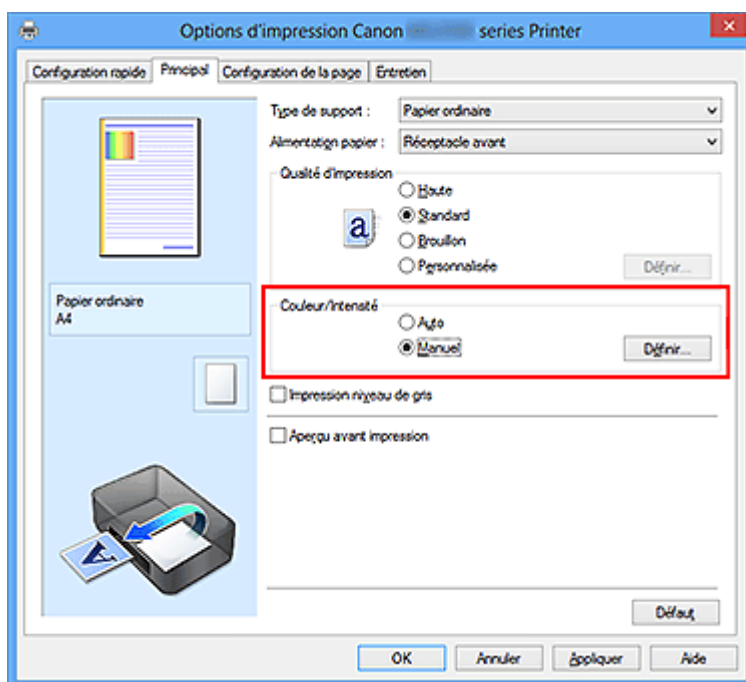 Options d'impression Canon series Printer
Configuration rapide Principal Configuration de la page Entretien
Type de support : Papier ordinaire
Alimentation papier : Réceptacle avant
Qualité d'impression
Haute
a Standard
Brouillon
Personnalisée Définir...
Papier ordinaire
A4
Couleur/Intensité
Auto
Manuel Définir...
Impression niveau de gris
Aperçu avant impression
A
Défaut
OK Annuler Appliquer Aide